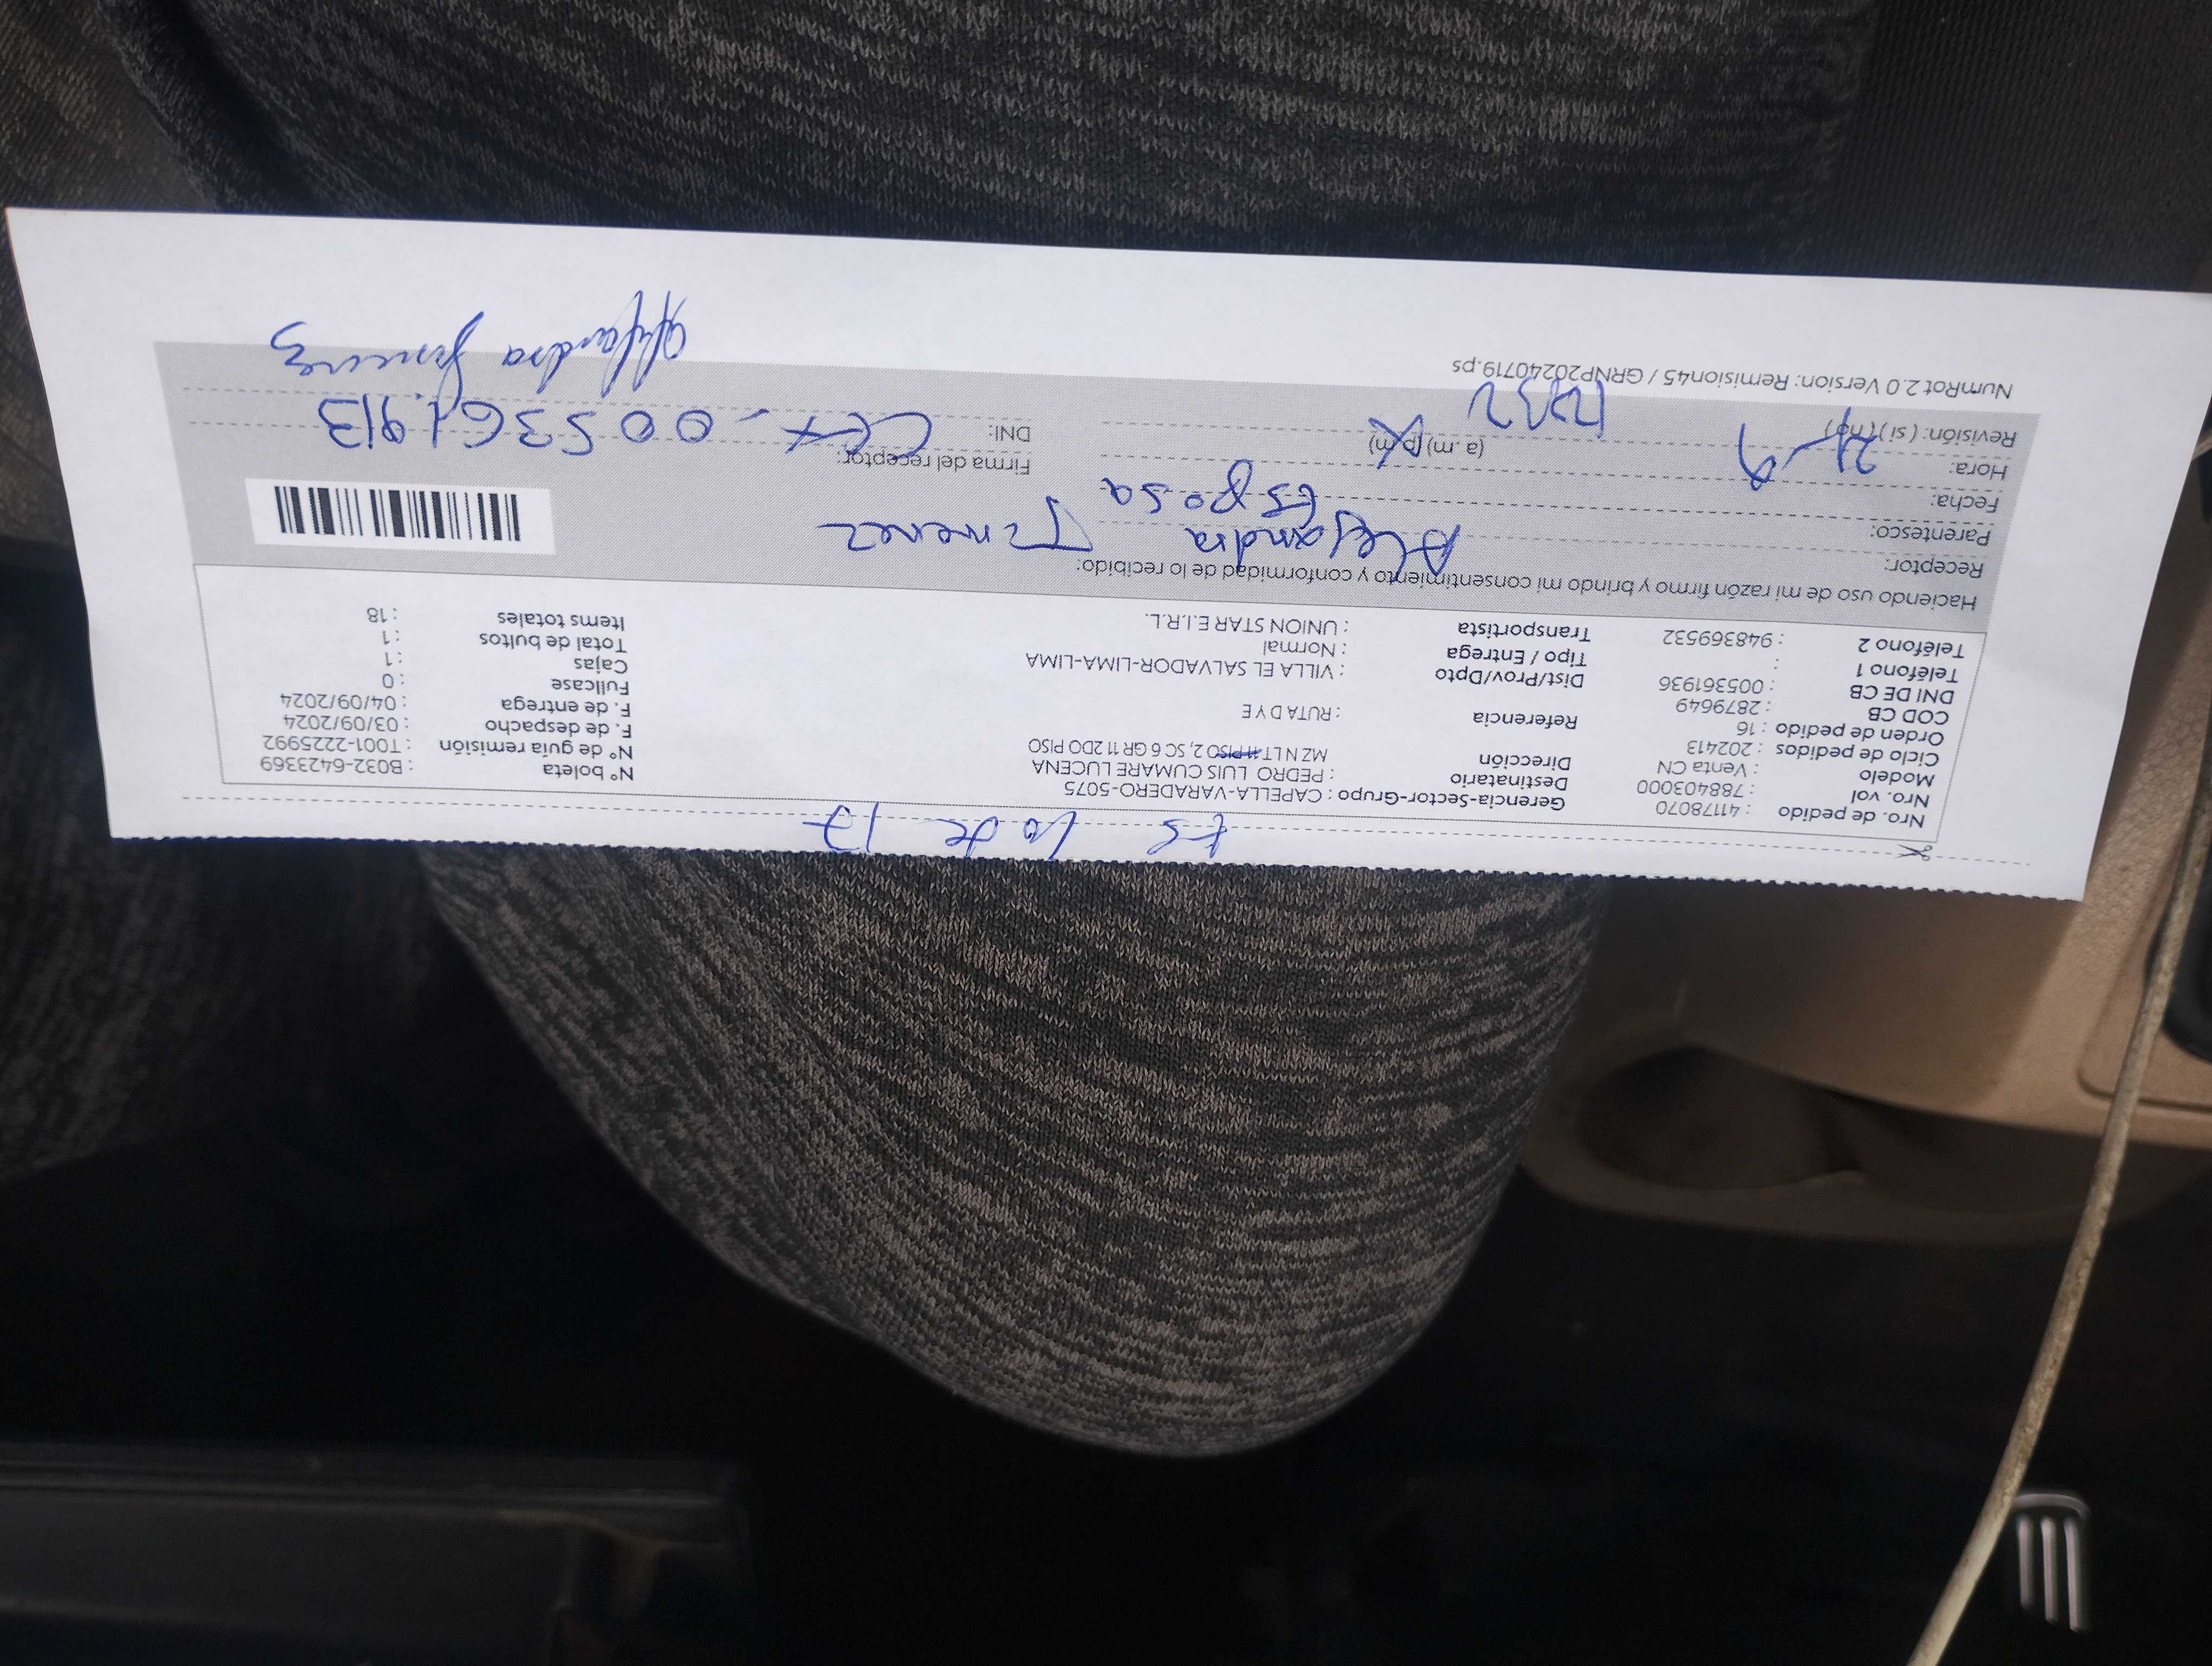 Es lo de 17
Nro. de pedido : 41178070
Nro. vol : 788403000
Modelo : Venta CN
Ciclo de pedidos : 202413
Orden de pedido : 16
COD CB : 2879649
DNI DE CB : 005361936
Teléfono 1 :
Teléfono 2 : 948369532
Gerencia-Sector-Grupo : CAPELLA-VARADERO-5075
Destinatario : PEDRO LUIS CUMARE LUCENA
Dirección MZ N LT 11 PISO 2, SC 6 GR 11 2DO PISO
Referencia : RUTA D Y E
Dist/Prov/Dpto : VILLA EL SALVADOR-LIMA-LIMA
Tipo / Entrega : Normal
Transportista : UNION STAR E.I.R.L.
N° boleta : B032-6423369
N° de guía remisión : T001-2225992
F. de despacho : 03/09/2024
F. de entrega : 04/09/2024
Fullcase : 0
Cajas : 1
Total de bultos : 1
Items totales : 18
Haciendo uso de mi razón firmo y brindo mi consentimiento y conformidad de lo recibido:
Receptor: Alejandra Jimenez
Parentesco: Esposa
Fecha:
Hora: (a .m) (p.m)
Revisión: ( si ) ( no )
Firma del receptor:
DNI: 005361.913
Alejandra Jimenez
NumRot 2.0 Version: Remision45 / GRNP20240719.ps